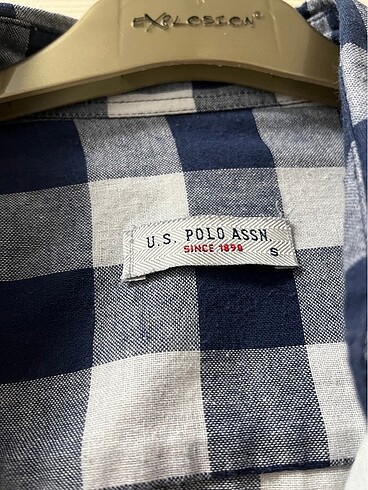 EXPLOSION
U.S. POLO ASSN.
SINCE 1890
S